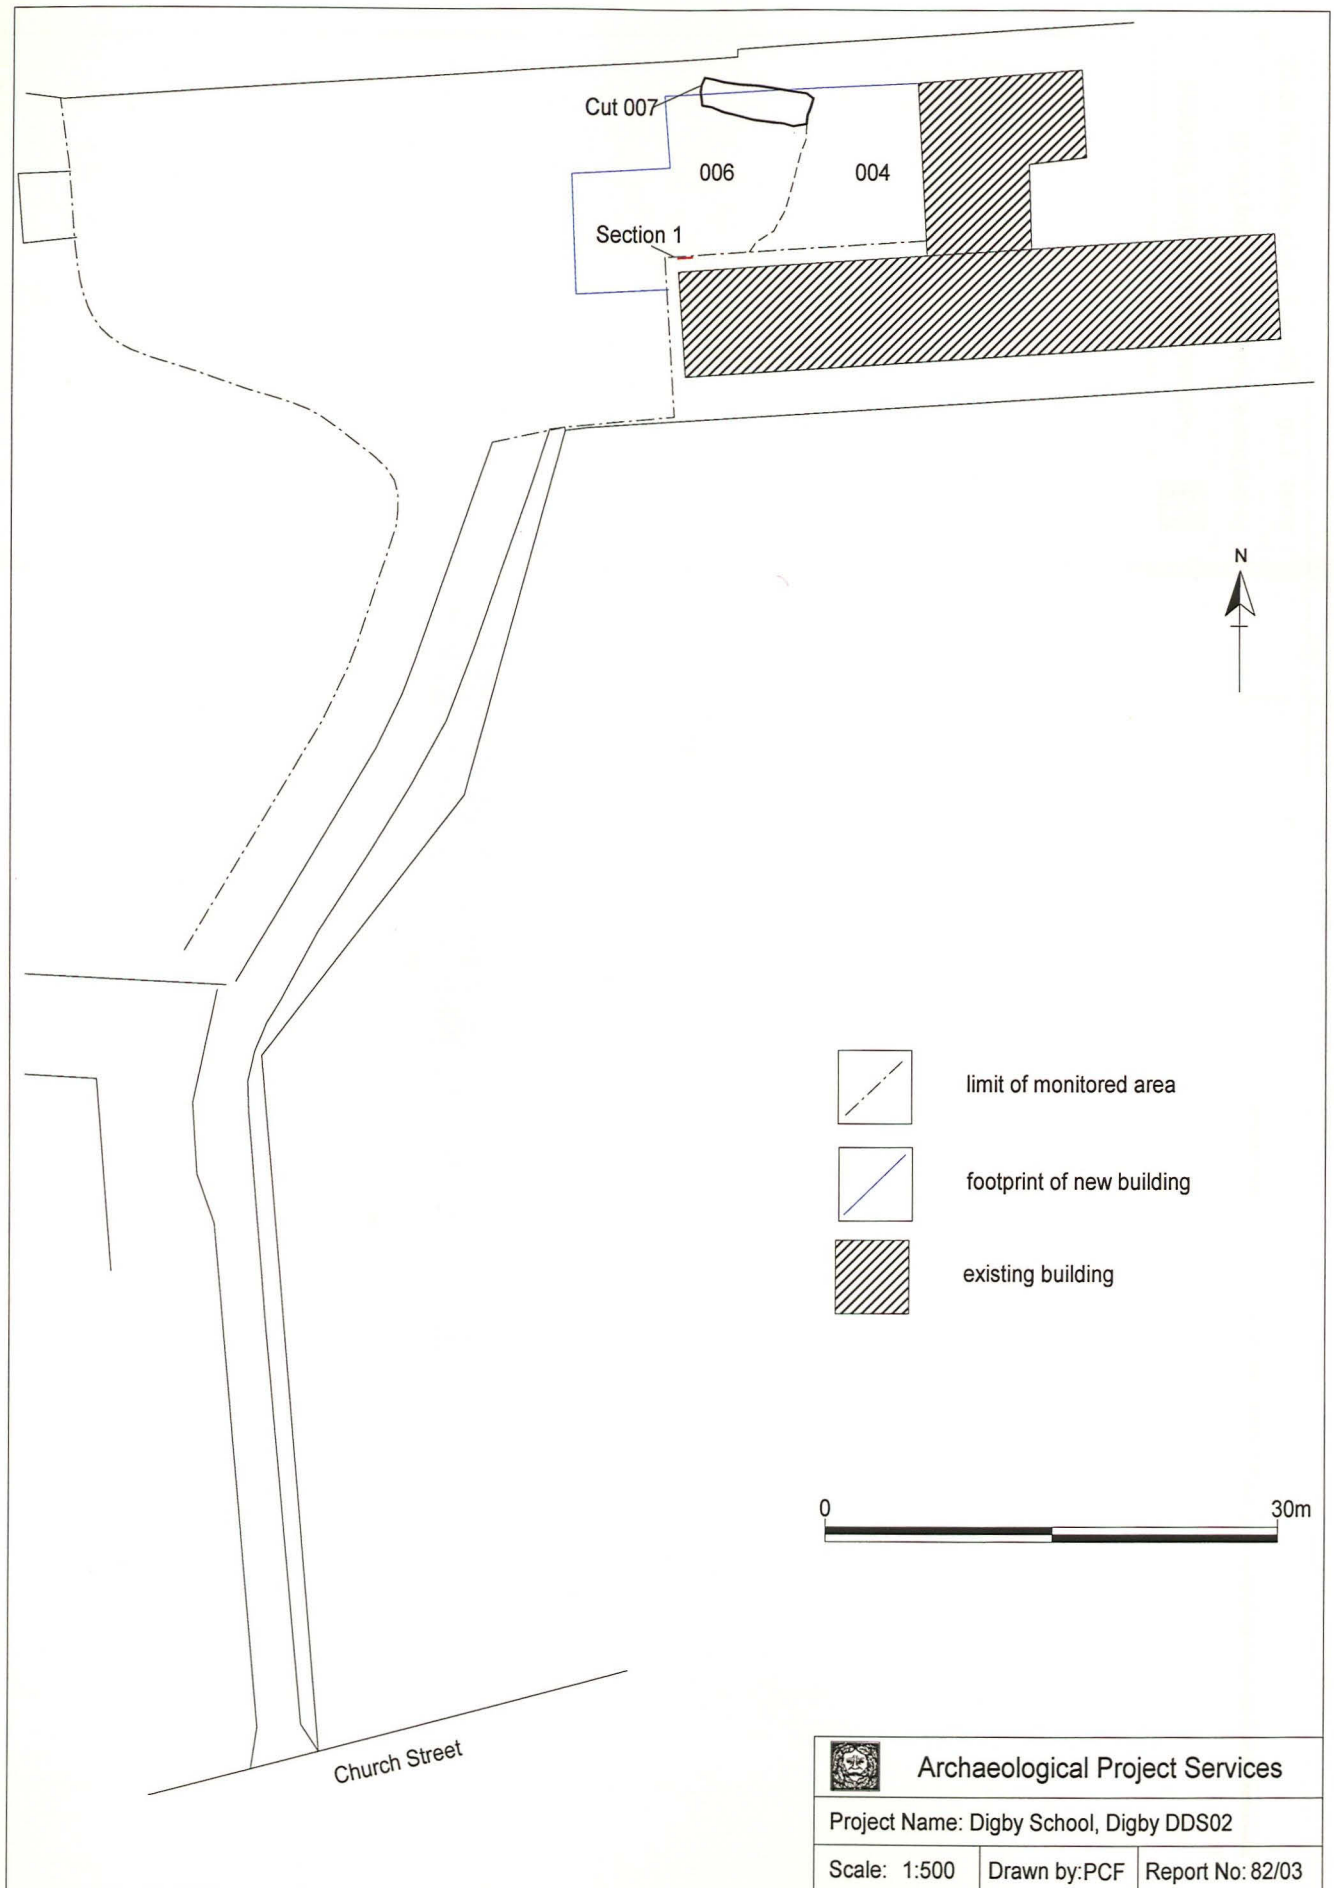 Cut 007
006
004
Section 1
N
limit of monitored area
footprint of new building
existing building
0 30m
Church Street
Archaeological Project Services
Project Name: Digby School, Digby DDS02
Scale: 1:500 Drawn by:PCF Report No: 82/03